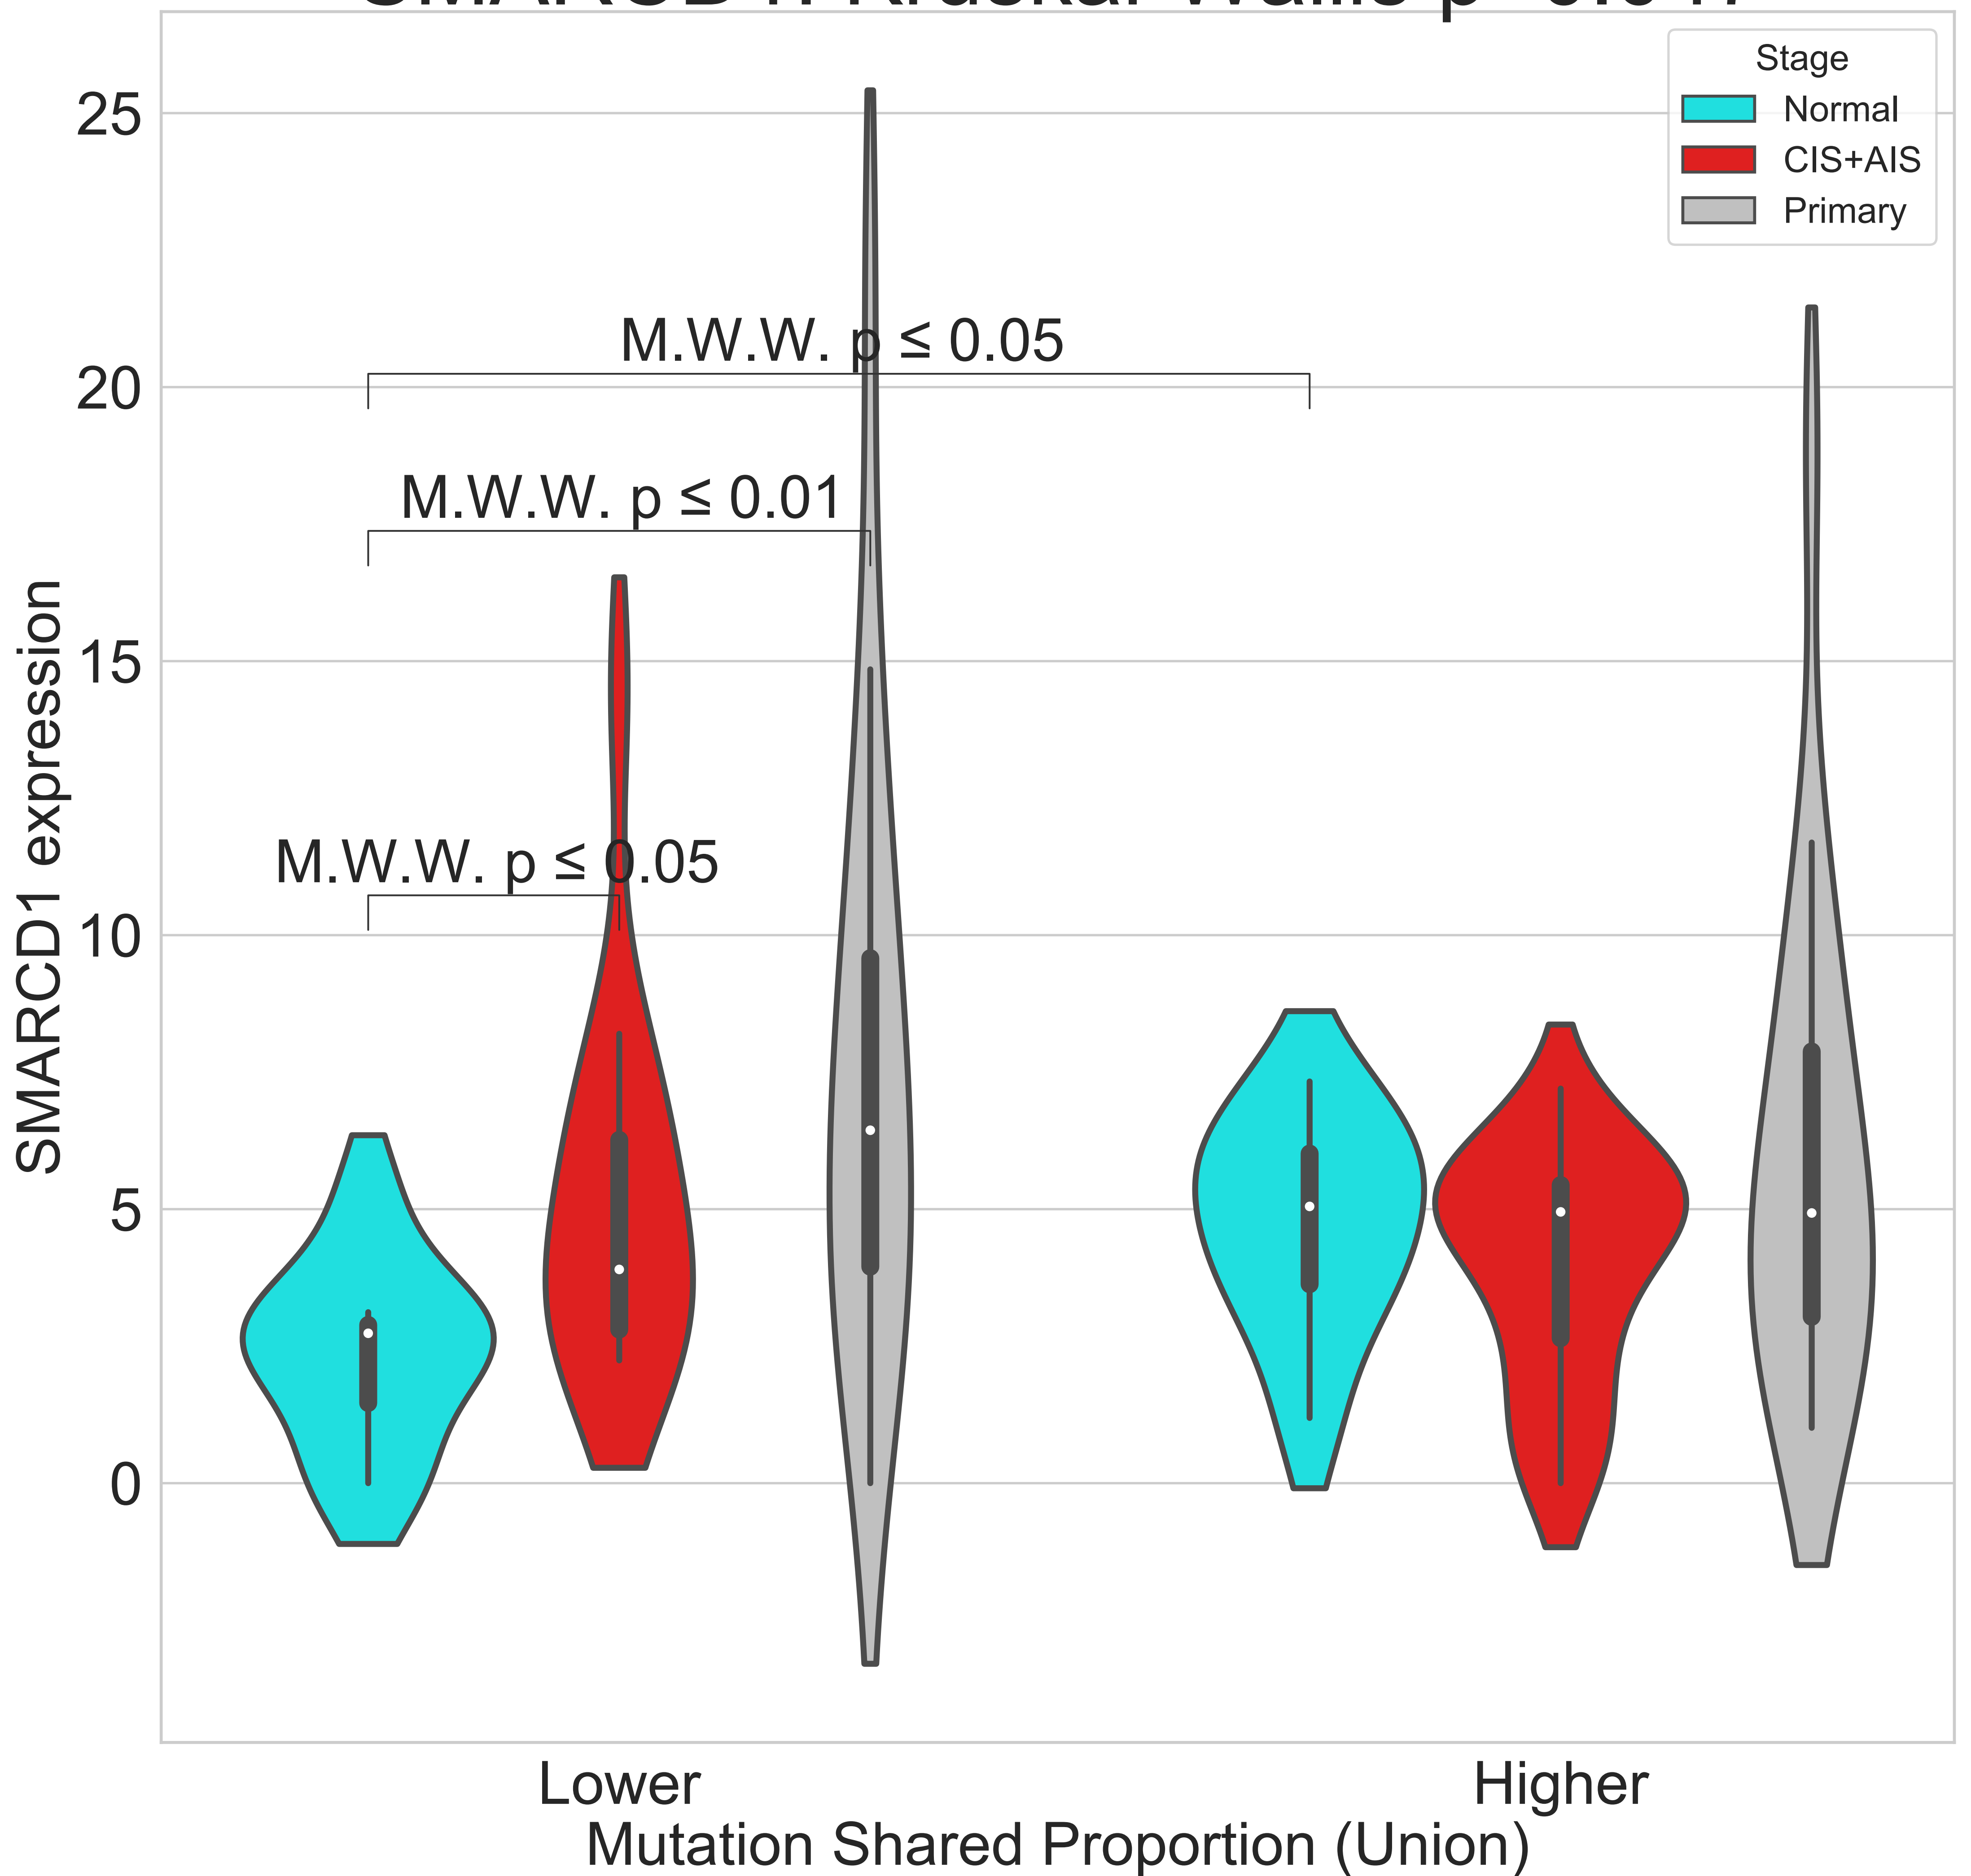 Stage
Normal
CIS+AIS
Primary
25
20
15
10
5
0
SMARCD1 expression
M.W.W. p ≤ 0.05
M.W.W. p ≤ 0.01
M.W.W. p ≤ 0.05
Lower
Higher
Mutation Shared Proportion (Union)